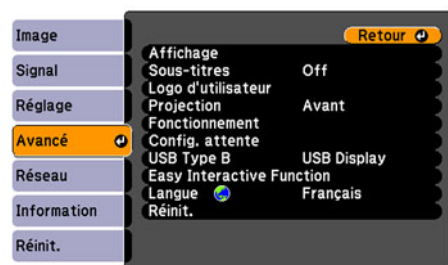 Image
Signal
Réglage
Avancé
Réseau
Information
Réinit.
Retour
Affichage
Sous-titres Off
Logo d'utilisateur
Projection Avant
Fonctionnement
Config. attente
USB Type B USB Display
Easy Interactive Function
Langue Français
Réinit.